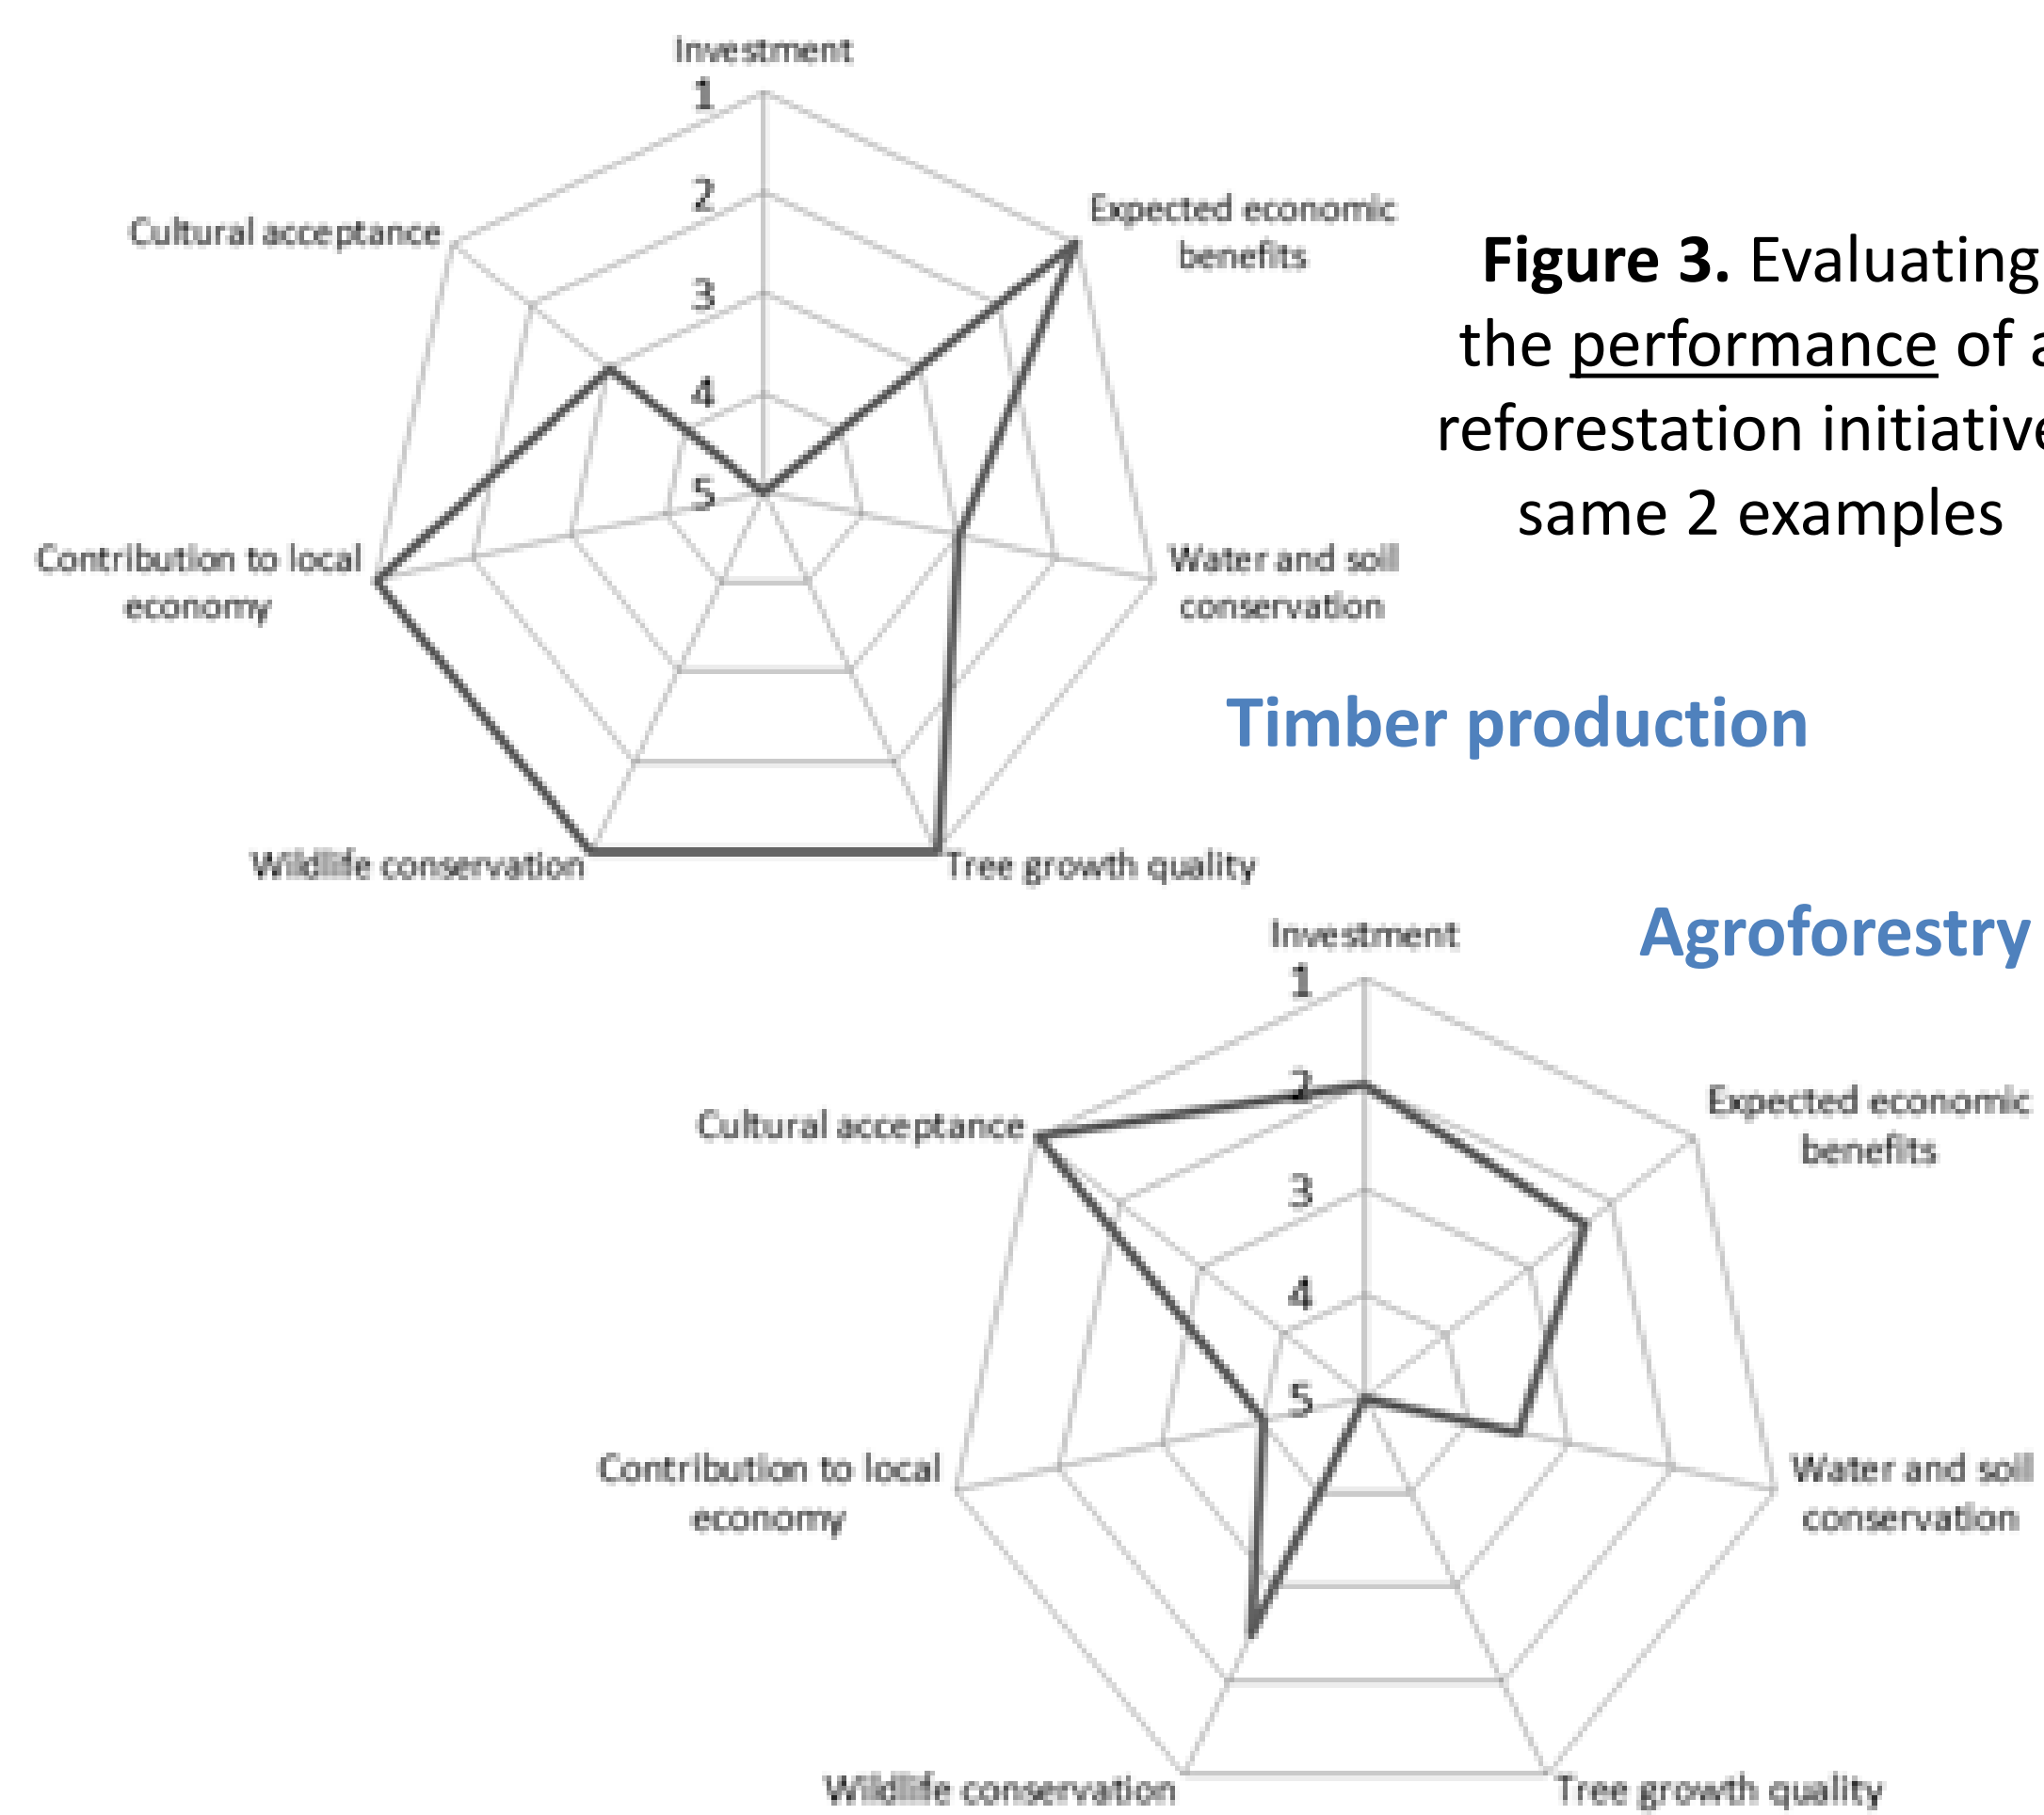 Investment
1
2
3
4
5
Expected economic
benefits
Cultural acceptance
Water and soil
conservation
Contribution to local
economy
Wildlife conservation
Tree growth quality
Figure 3. Evaluating
the performance of a
reforestation initiative
same 2 examples
Timber production
Agroforestry
Investment
1
2
3
4
5
Expected economic
benefits
Cultural acceptance
Water and soil
conservation
Contribution to local
economy
Wildlife conservation
Tree growth quality